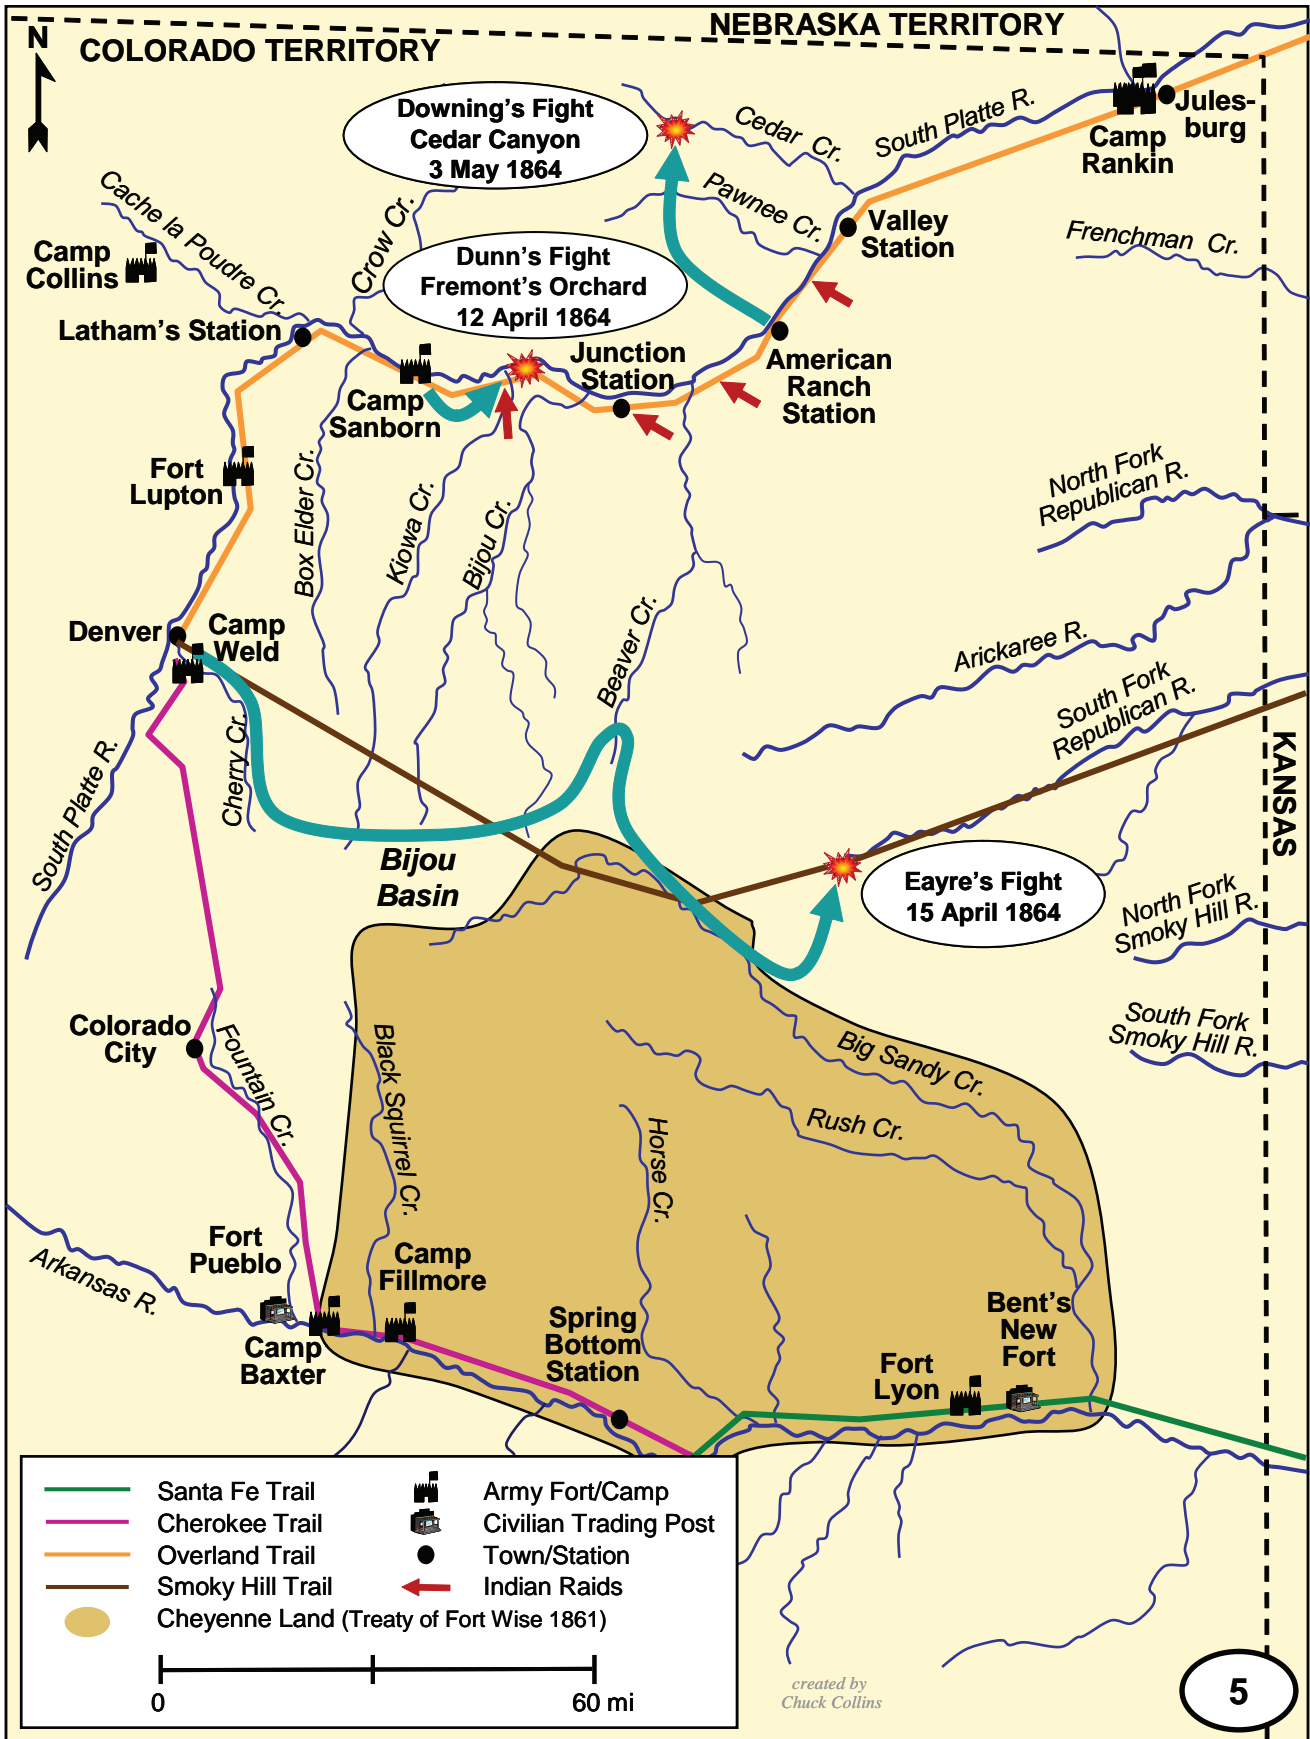 NEBRASKA TERRITORY
COLORADO TERRITORY
N
Downing's Fight
Cedar Canyon
3 May 1864
Cedar Cr.
South Platte R.
Jules-
burg
Camp
Rankin
Cache la Poudre Cr.
Pawnee Cr.
Crow Cr.
Valley
Station
Frenchman Cr.
Camp
Collins
Dunn's Fight
Fremont's Orchard
12 April 1864
Latham's Station
Junction
Station
American
Ranch
Station
Camp
Sanborn
Fort
Lupton
Box Elder Cr.
Kiowa Cr.
Bijou Cr.
North Fork
Republican R.
Denver
Camp
Weld
Beaver Cr.
Arickaree R.
South Fork
Republican R.
Cherry Cr.
South Platte R.
KANSAS
Bijou
Basin
Eayre's Fight
15 April 1864
North Fork
Smoky Hill R.
South Fork
Smoky Hill R.
Colorado
City
Fountain Cr.
Black Squirrel Cr.
Big Sandy Cr.
Rush Cr.
Horse Cr.
Fort
Pueblo
Arkansas R.
Camp
Fillmore
Camp
Baxter
Spring
Bottom
Station
Fort
Lyon
Bent's
New
Fort
Santa Fe Trail
Army Fort/Camp
Cherokee Trail
Civilian Trading Post
Overland Trail
Town/Station
Smoky Hill Trail
Indian Raids
Cheyenne Land (Treaty of Fort Wise 1861)
0
60 mi
created by
Chuck Collins
5